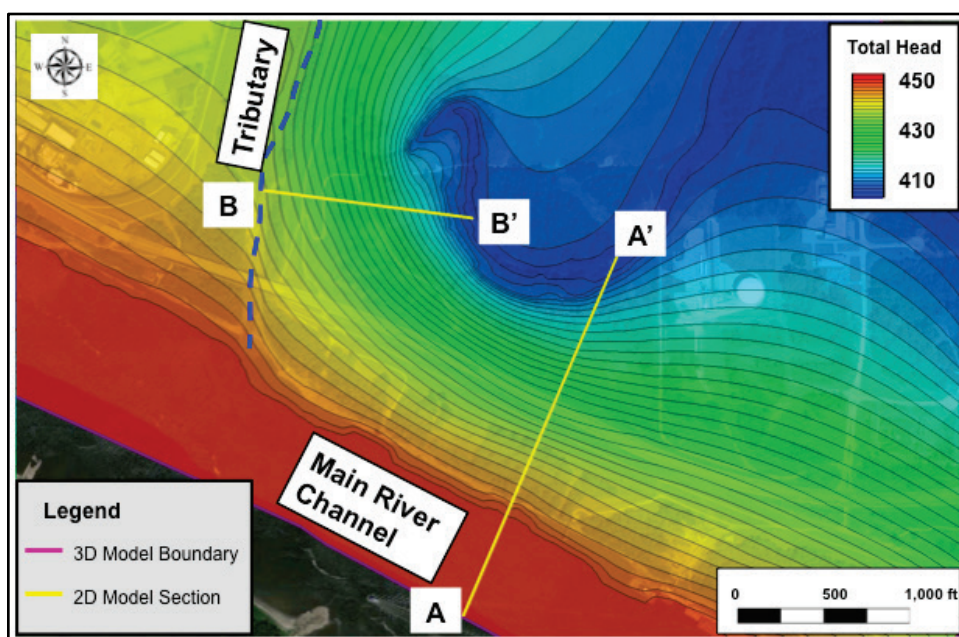 N
W E
S
Tributary
Total Head
450
430
410
B
B’
A’
Main River
Channel
A
Legend
3D Model Boundary
2D Model Section
0 500 1,000 ft